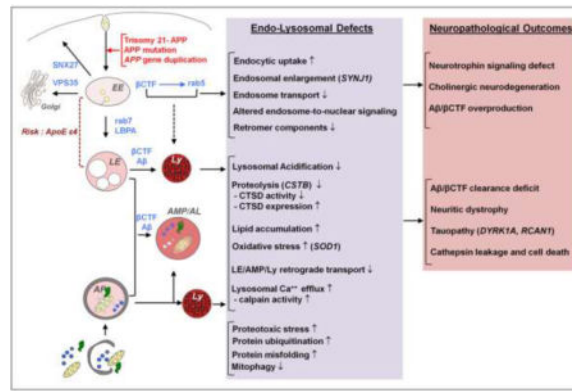 Trisomy 21- APP
APP mutation
APP gene duplication
SNX27
VPS35
EE
βCTF
rab5
Golgi
Risk : ApoE ε4
rab7
LBPA
LE
βCTF
Aβ
Ly
AMP/AL
βCTF
Aβ
AP
Ly
Endo-Lysosomal Defects
Endocytic uptake ↑
Endosomal enlargement (SYNJ1)
Endosome transport ↓
Altered endosome-to-nuclear signaling
Retromer components ↓
Lysosomal Acidification ↓
Proteolysis (CSTB) ↓
- CTSD activity ↓
- CTSD expression ↑
Lipid accumulation ↑
Oxidative stress ↑ (SOD1)
LE/AMP/Ly retrograde transport ↓
Lysosomal Ca++ efflux ↑
- calpain activity ↑
Proteotoxic stress ↑
Protein ubiquitination ↑
Protein misfolding ↑
Mitophagy ↓
Neuropathological Outcomes
Neurotrophin signaling defect
Cholinergic neurodegeneration
Aβ/βCTF overproduction
Aβ/βCTF clearance deficit
Neuritic dystrophy
Tauopathy (DYRK1A, RCAN1)
Cathepsin leakage and cell death